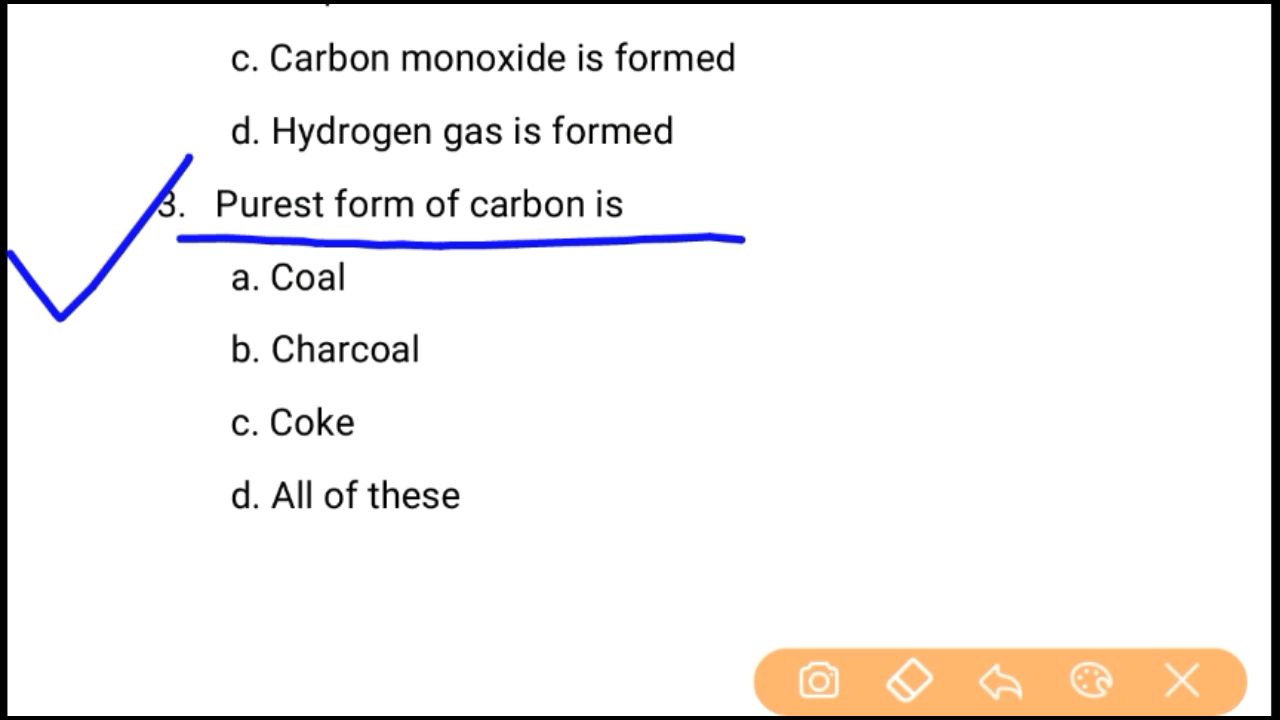 c. Carbon monoxide is formed
d. Hydrogen gas is formed
3. Purest form of carbon is
a. Coal
b. Charcoal
c. Coke
d. All of these